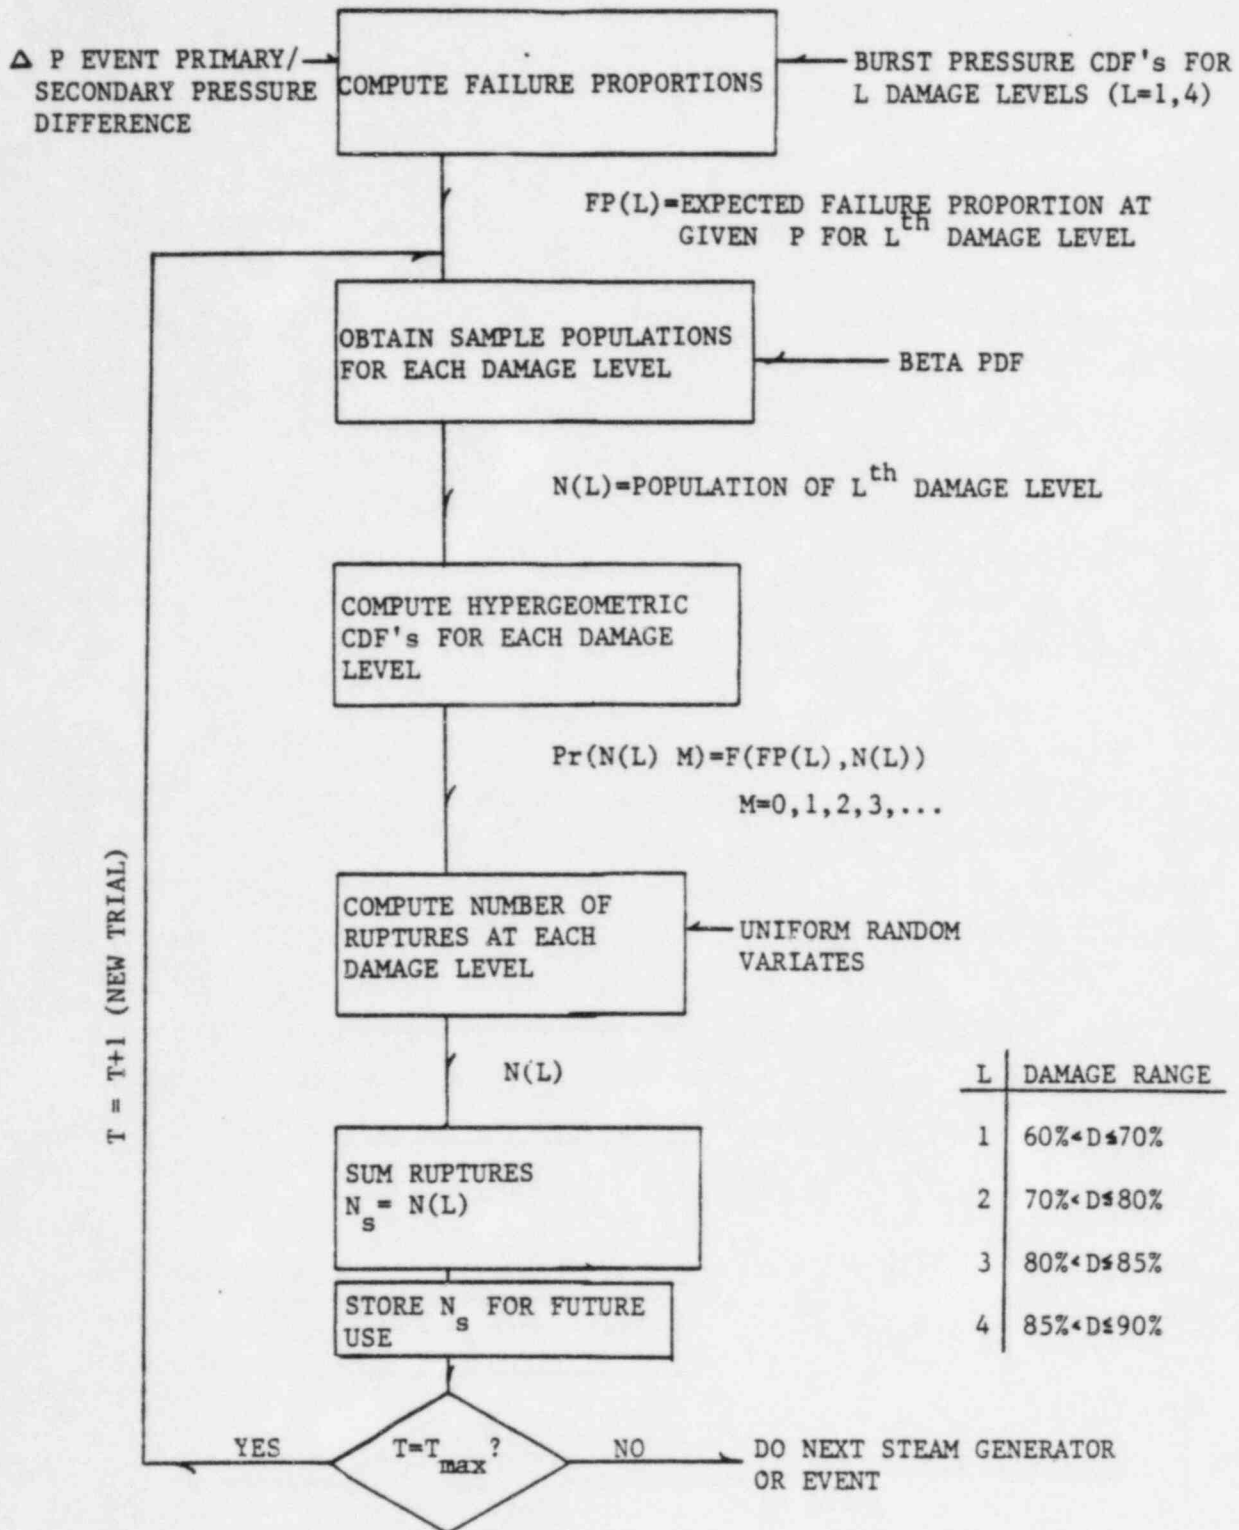 Δ P EVENT PRIMARY/
SECONDARY PRESSURE
DIFFERENCE
COMPUTE FAILURE PROPORTIONS
BURST PRESSURE CDF's FOR
L DAMAGE LEVELS (L=1,4)
FP(L)=EXPECTED FAILURE PROPORTION AT
GIVEN P FOR L^th DAMAGE LEVEL
OBTAIN SAMPLE POPULATIONS
FOR EACH DAMAGE LEVEL
BETA PDF
N(L)=POPULATION OF L^th DAMAGE LEVEL
COMPUTE HYPERGEOMETRIC
CDF's FOR EACH DAMAGE
LEVEL
Pr(N(L) M)=F(FP(L),N(L))
M=0,1,2,3,...
T = T+1 (NEW TRIAL)
COMPUTE NUMBER OF
RUPTURES AT EACH
DAMAGE LEVEL
UNIFORM RANDOM
VARIATES
N(L)
SUM RUPTURES
N_s= N(L)
STORE N_s FOR FUTURE
USE
L DAMAGE RANGE
1 60%<D≤70%
2 70%<D≤80%
3 80%<D≤85%
4 85%<D≤90%
YES
T=T_max?
NO
DO NEXT STEAM GENERATOR
OR EVENT